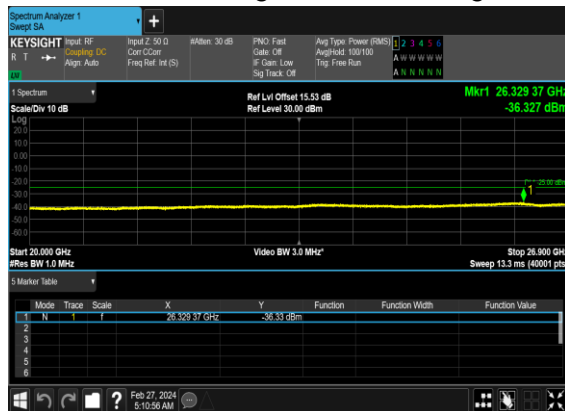 Spectrum Analyzer 1
Swept SA
+
KEYSIGHT Input: RF Input Z: 50 Ω #Atten: 30 dB PNO: Fast Avg Type: Power (RMS) 1 2 3 4 5 6
R T Coupling: DC Corr CCorr Gate: Off Avg|Hold: 100/100 A W W W W W
Align: Auto Freq Ref: Int (S) IF Gain: Low Trig: Free Run
Sig Track: Off A N N N N N
1 Spectrum Ref Lvl Offset 15.53 dB Mkr1 26.329 37 GHz
Scale/Div 10 dB Ref Level 30.00 dBm -36.327 dBm
Log
20.0
10.0
0.00
-10.0
-20.0
-25.00 dBm
-30.0
1
-40.0
-50.0
-60.0
Start 20.000 GHz Video BW 3.0 MHz* Stop 26.900 GHz
#Res BW 1.0 MHz Sweep 13.3 ms (40001 pts
5 Marker Table
Mode Trace Scale X Y Function Function Width Function Value
1 N 1 f 26.329 37 GHz -36.33 dBm
2
3
4
5
6
? Feb 27, 2024
5:10:56 AM